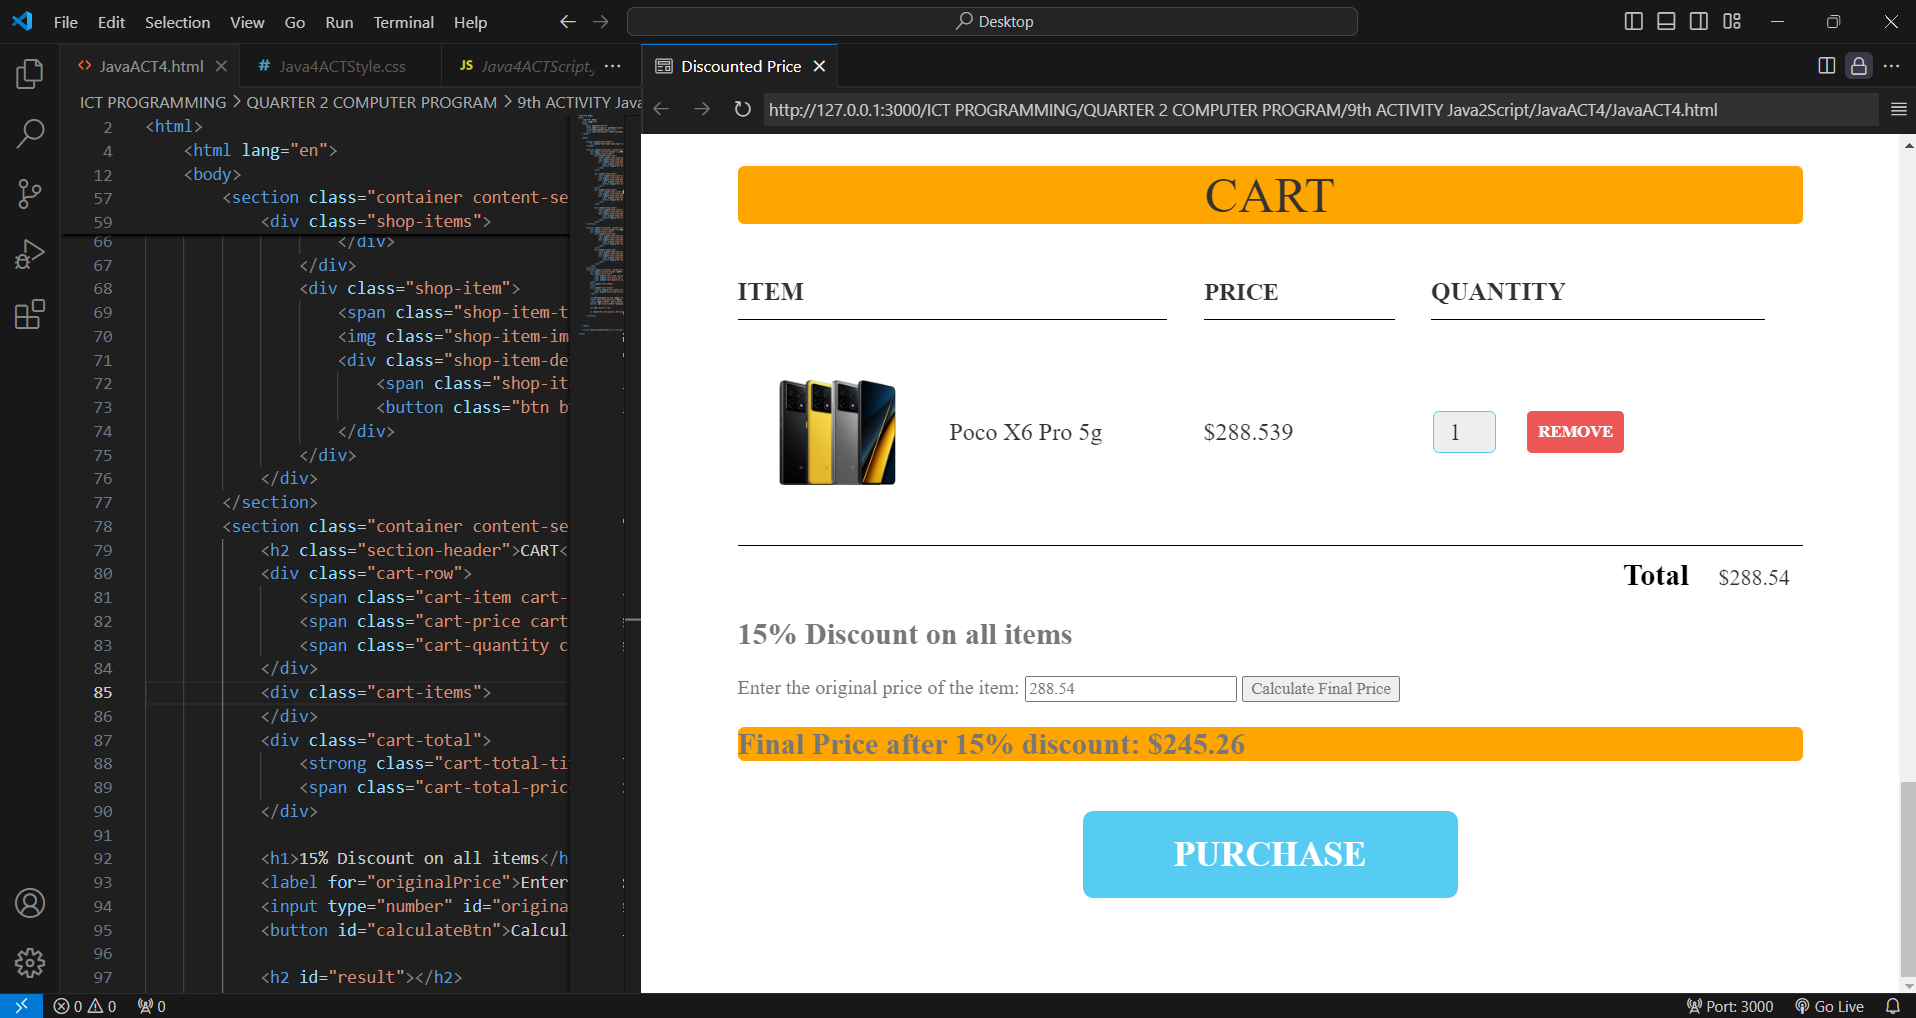 File Edit Selection View Go Run Terminal Help Desktop
JavaACT4.html Java4ACTStyle.css JS Java4ACTScript. ... Discounted Price
ICT PROGRAMMING > QUARTER 2 COMPUTER PROGRAM > 9th ACTIVITY Java
http://127.0.0.1:3000/ICT PROGRAMMING/QUARTER 2 COMPUTER PROGRAM/9th ACTIVITY Java2Script/JavaACT4/JavaACT4.html
2 <html>
4 <html lang="en">
12 <body>
57 <section class="container content-se
59 <div class="shop-items">
66 </div>
67 </div>
68 <div class="shop-item">
69 <span class="shop-item-t
70 <img class="shop-item-im
71 <div class="shop-item-de
72 <span class="shop-it
73 <button class="btn b
74 </div>
75 </div>
76 </div>
77 </section>
78 <section class="container content-se
79 <h2 class="section-header">CART<
80 <div class="cart-row">
81 <span class="cart-item cart-
82 <span class="cart-price cart
83 <span class="cart-quantity c
84 </div>
85 <div class="cart-items">
86 </div>
87 <div class="cart-total">
88 <strong class="cart-total-ti
89 <span class="cart-total-pric
90 </div>
91
92 <h1>15% Discount on all items</h
93 <label for="originalPrice">Enter
94 <input type="number" id="origina
95 <button id="calculateBtn">Calcul
96
97 <h2 id="result"></h2>
CART
ITEM PRICE QUANTITY
Poco X6 Pro 5g $288.539 1 REMOVE
Total $288.54
15% Discount on all items
Enter the original price of the item: 288.54 Calculate Final Price
Final Price after 15% discount: $245.26
PURCHASE
0 0 0 Port: 3000 Go Live